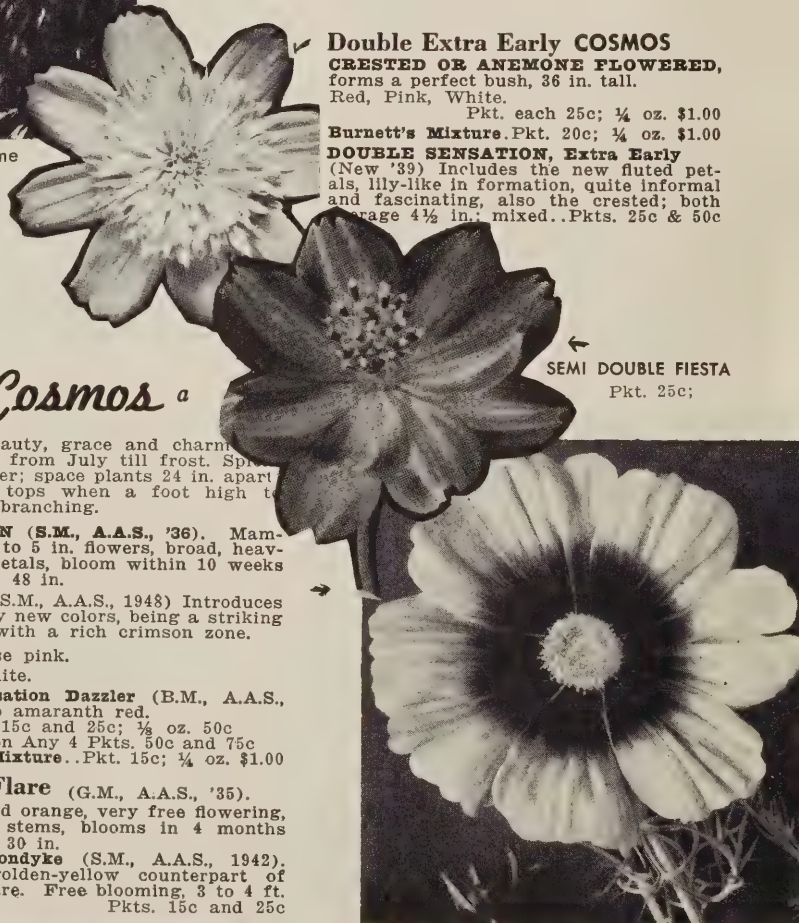 Double Extra Early COSMOS
CRESTED OR ANEMONE FLOWERED,
forms a perfect bush, 36 in. tall.
Red, Pink, White.
Pkt. each 25c; ¼ oz. $1.00
Burnett's Mixture.Pkt. 20c; ¼ oz. $1.00
DOUBLE SENSATION, Extra Early
(New '39) Includes the new fluted pet-
als, lily-like in formation, quite informal
and fascinating, also the crested; both
4½ in.; mixed..Pkts. 25c & 50c
SEMI DOUBLE FIESTA
Pkt. 25c;
Cosmos a
auty, grace and charm
from July till frost.
er; space plants 24 in. apart
tops when a foot high
branching.
N (S.M., A.A.S., '36). Mam-
to 5 in. flowers, broad, heav-
etals, bloom within 10 weeks
48 in.
S.M., A.A.S., 1948) Introduces
new colors, being a striking
with a rich crimson zone.
se pink.
ite.
sation Dazzler (B.M., A.A.S.,
amaranth red.
15c and 25c; ⅛ oz. 50c
n Any 4 Pkts. 50c and 75c
Mixture..Pkt. 15c; ¼ oz. $1.00
Flare (G.M., A.A.S., '35).
d orange, very free flowering,
stems, blooms in 4 months
30 in.
ondyke (S.M., A.A.S., 1942).
olden-yellow counterpart of
re. Free blooming, 3 to 4 ft.
Pkts. 15c and 25c